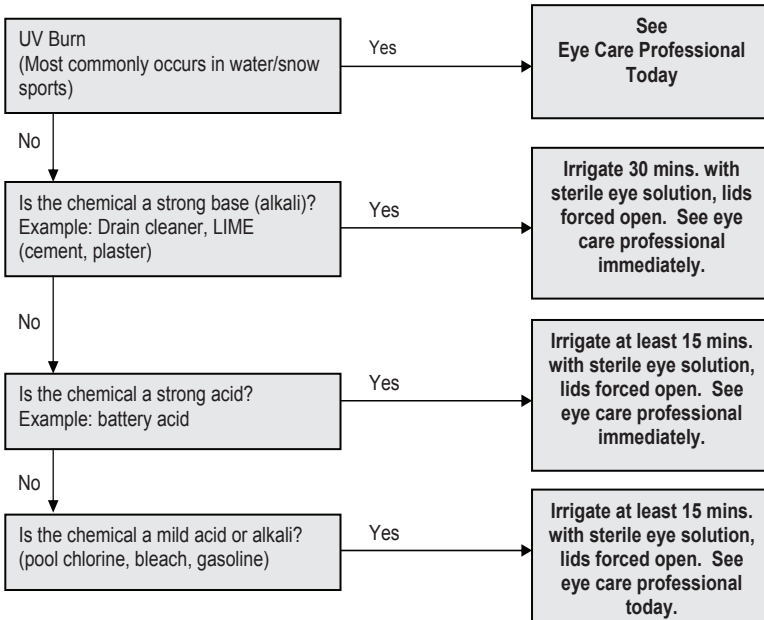 UV Burn
(Most commonly occurs in water/snow
sports)
Yes
See
Eye Care Professional
Today
No
Is the chemical a strong base (alkali)?
Example: Drain cleaner, LIME
(cement, plaster)
Yes
Irrigate 30 mins. with
sterile eye solution, lids
forced open. See eye
care professional
immediately.
No
Is the chemical a strong acid?
Example: battery acid
Yes
Irrigate at least 15 mins.
with sterile eye solution,
lids forced open. See
eye care professional
immediately.
No
Is the chemical a mild acid or alkali?
(pool chlorine, bleach, gasoline)
Yes
Irrigate at least 15 mins.
with sterile eye solution,
lids forced open. See
eye care professional
today.